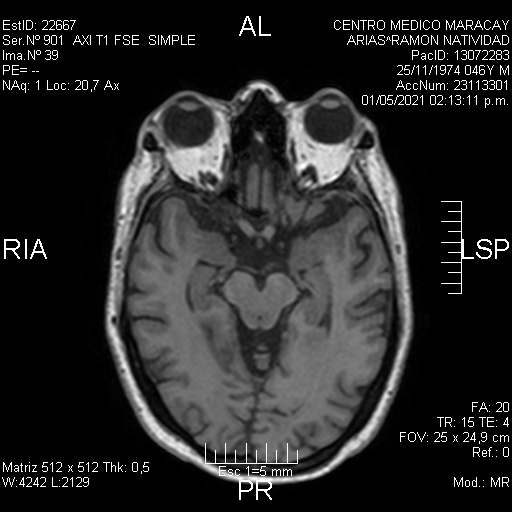 EstID: 22667
Ser.Nº 901 AXI T1 FSE SIMPLE
Ima.Nº 39
PE= --
NAq: 1 Loc: 20,7 Ax
AL
CENTRO MEDICO MARACAY
ARIAS^RAMON NATIVIDAD
PacID: 13072283
25/11/1974 046Y M
AccNum: 23113301
01/05/2021 02:13:11 p.m.
RIA
LSP
FA: 20
TR: 15 TE: 4
FOV: 25 x 24,9 cm
Ref.: 0
Matriz 512 x 512 Thk: 0,5
W:4242 L:2129
Esc 1=5 mm
PR
Mod.: MR